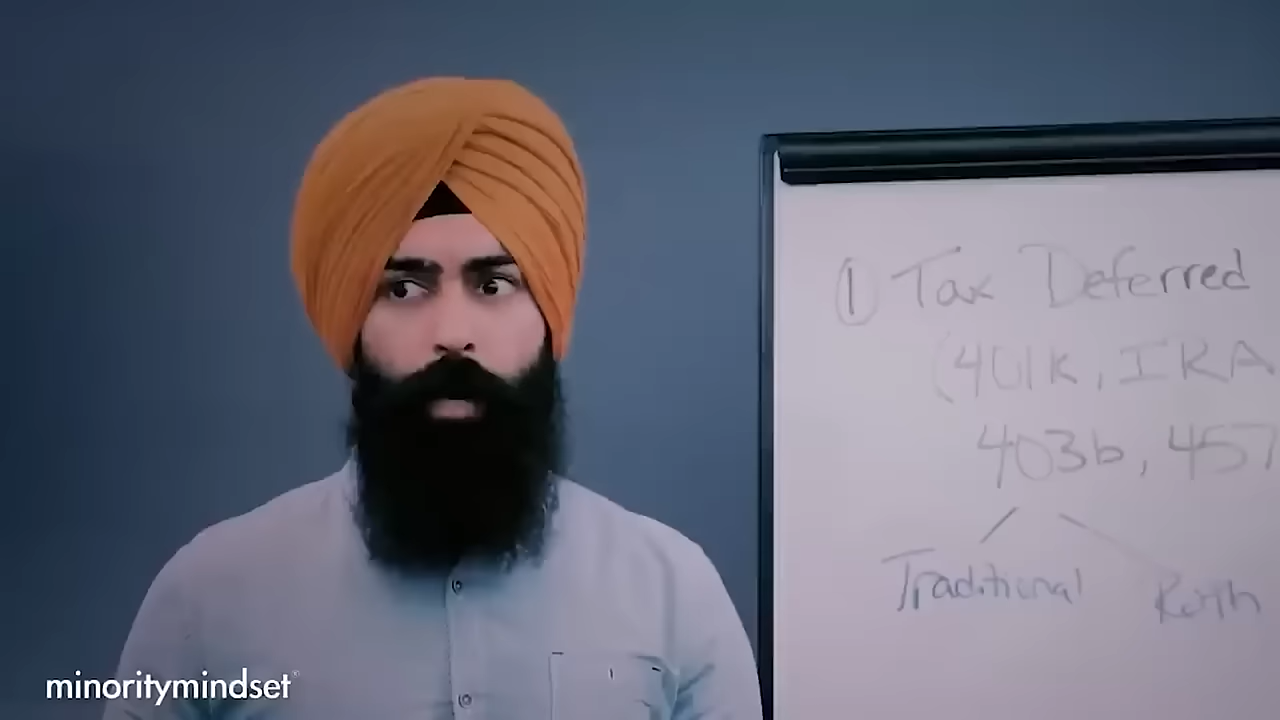 ① Tax Deferred
(401k, IRA
403b, 457
Traditional Roth
minoritymindset